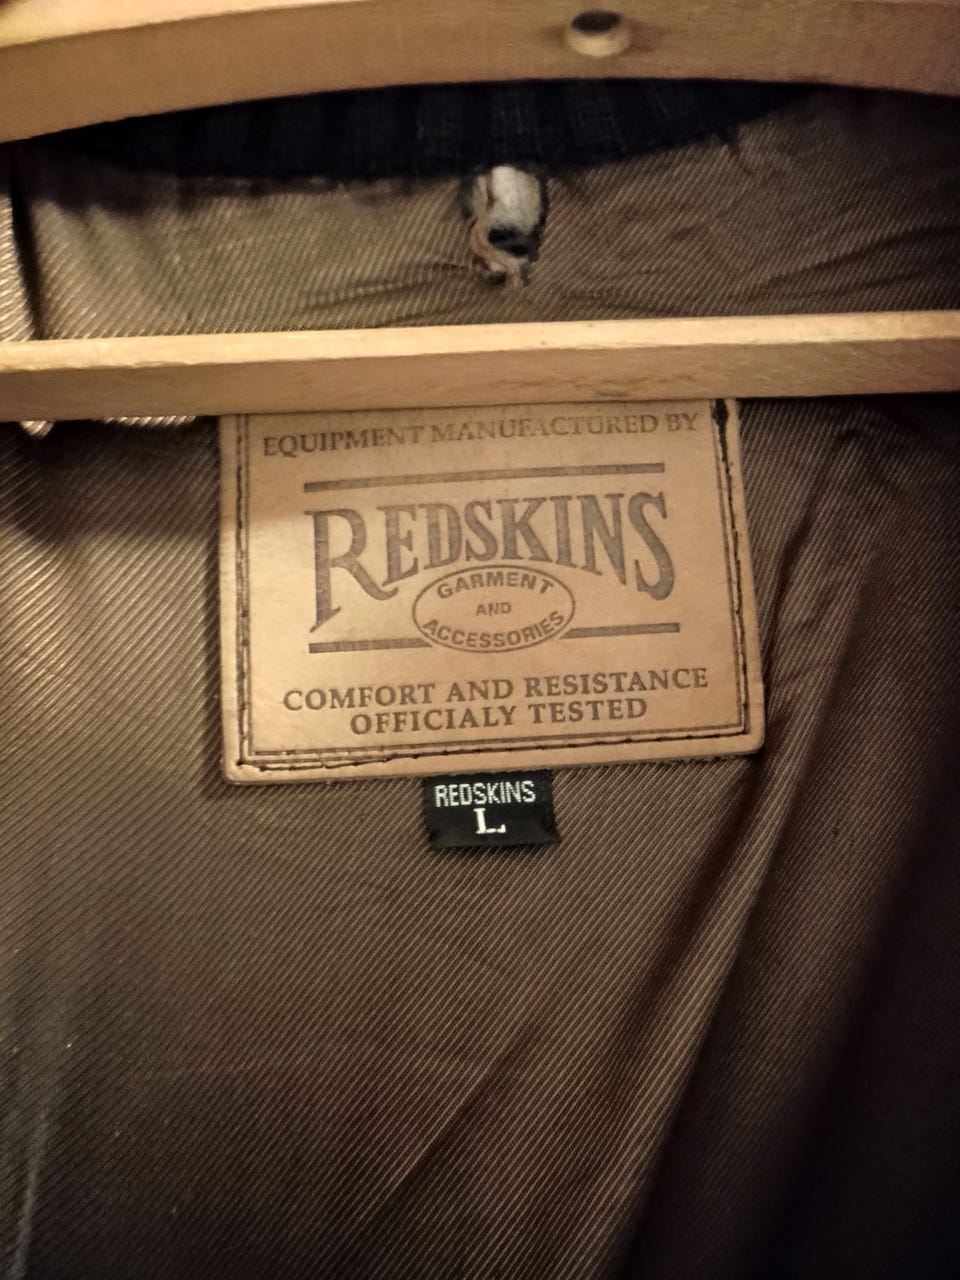 EQUIPMENT MANUFACTURED BY
REDSKINS
GARMENT
AND
ACCESSORIES
COMFORT AND RESISTANCE
OFFICIALY TESTED
REDSKINS
L